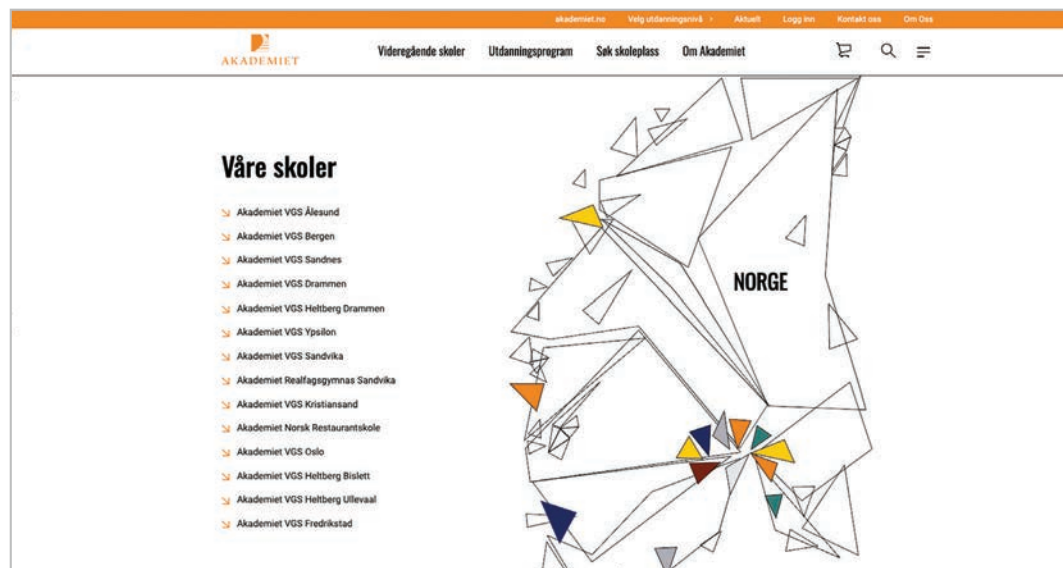 akademiet.no Velg utdanningsnivå Aktuelt Logg inn Kontakt oss Om Oss
AKADEMIET
Videregående skoler Utdanningsprogram Søk skoleplass Om Akademiet
Våre skoler
Akademiet VGS Ålesund
Akademiet VGS Bergen
Akademiet VGS Sandnes
Akademiet VGS Drammen
Akademiet VGS Heltberg Drammen
Akademiet VGS Ypsilon
Akademiet VGS Sandvika
Akademiet Realfagsgymnas Sandvika
Akademiet VGS Kristiansand
Akademiet Norsk Restaurantskole
Akademiet VGS Oslo
Akademiet VGS Heltberg Bislett
Akademiet VGS Heltberg Ullevaal
Akademiet VGS Fredrikstad
NORGE